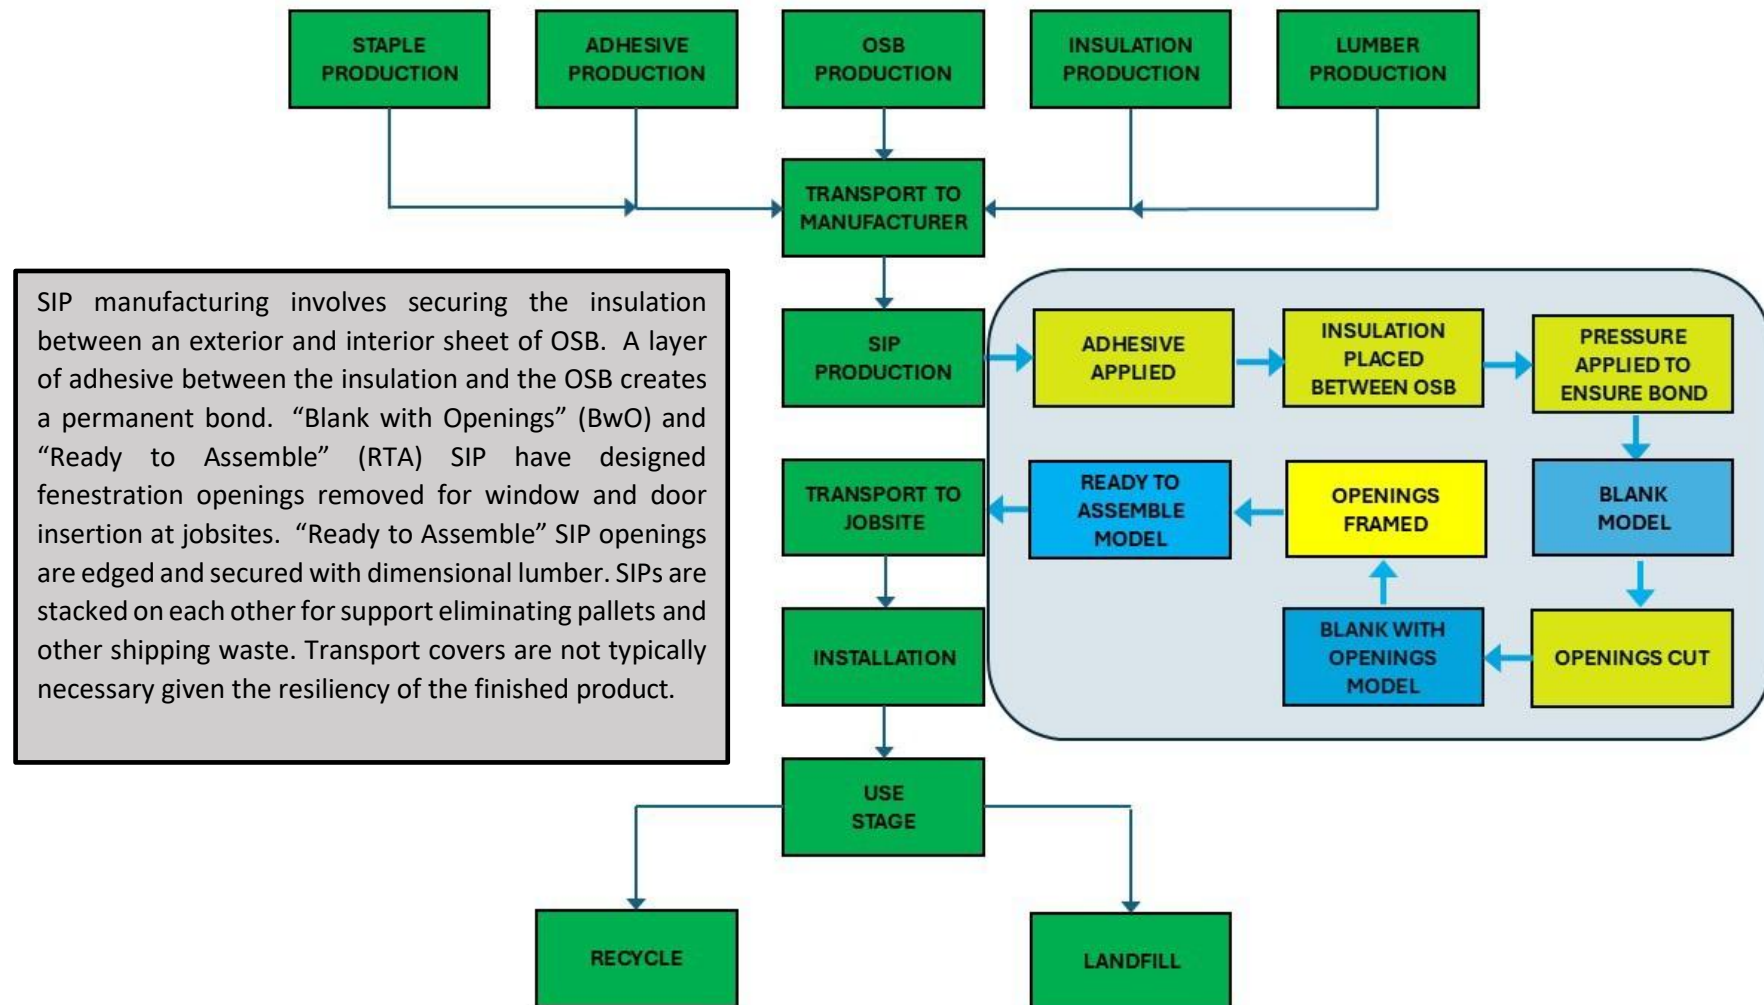 STAPLE
PRODUCTION
ADHESIVE
PRODUCTION
OSB
PRODUCTION
INSULATION
PRODUCTION
LUMBER
PRODUCTION
TRANSPORT TO
MANUFACTURER
SIP manufacturing involves securing the insulation
between an exterior and interior sheet of OSB. A layer
of adhesive between the insulation and the OSB creates
a permanent bond. “Blank with Openings” (BwO) and
“Ready to Assemble” (RTA) SIP have designed
fenestration openings removed for window and door
insertion at jobsites. “Ready to Assemble” SIP openings
are edged and secured with dimensional lumber. SIPs are
stacked on each other for support eliminating pallets and
other shipping waste. Transport covers are not typically
necessary given the resiliency of the finished product.
SIP
PRODUCTION
ADHESIVE
APPLIED
INSULATION
PLACED
BETWEEN OSB
PRESSURE
APPLIED TO
ENSURE BOND
BLANK
MODEL
OPENINGS CUT
BLANK WITH
OPENINGS
MODEL
OPENINGS
FRAMED
READY TO
ASSEMBLE
MODEL
TRANSPORT TO
JOBSITE
INSTALLATION
USE
STAGE
RECYCLE
LANDFILL